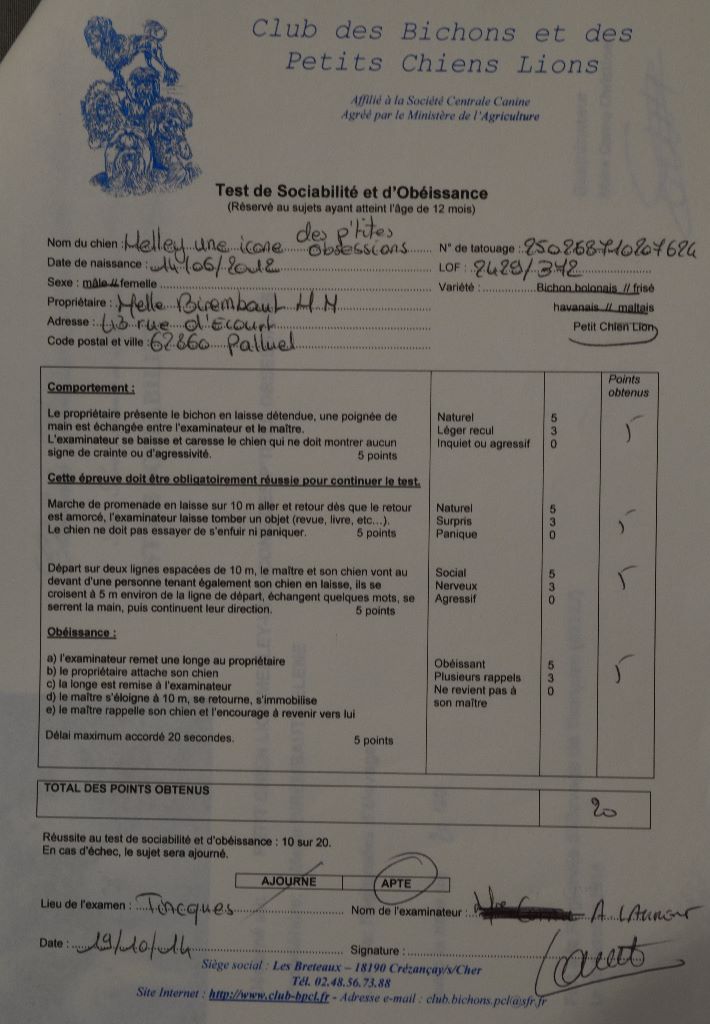 Club des Bichons et des
Petits Chiens Lions
Affilié à la Société Centrale Canine
Agréé par le Ministère de l'Agriculture
Test de Sociabilité et d'Obéissance
(Réservé au sujets ayant atteint l'âge de 12 mois)
Nom du chien : Helley une icone des p'tites obsessions N° de tatouage : 250268710207624
Date de naissance : 14/06/2012 LOF : 2429/372
Sexe : mâle // femelle Variété : Bichon bolonais // frisé
Propriétaire : Melle Birembaut M.M havanais // maltais
Adresse : 43 rue d'Ecourt Petit Chien Lion
Code postal et ville : 62860 Palluel
Points
obtenus
Comportement :
Le propriétaire présente le bichon en laisse détendue, une poignée de Naturel 5
main est échangée entre l'examinateur et le maître. Léger recul 3 5
L'examinateur se baisse et caresse le chien qui ne doit montrer aucun Inquiet ou agressif 0
signe de crainte ou d'agressivité. 5 points
Cette épreuve doit être obligatoirement réussie pour continuer le test.
Marche de promenade en laisse sur 10 m aller et retour dès que le retour Naturel 5
est amorcé, l'examinateur laisse tomber un objet (revue, livre, etc...). Surpris 3 5
Le chien ne doit pas essayer de s'enfuir ni paniquer. 5 points Panique 0
Départ sur deux lignes espacées de 10 m, le maître et son chien vont au Social 5 5
devant d'une personne tenant également son chien en laisse, ils se Nerveux 3
croisent à 5 m environ de la ligne de départ, échangent quelques mots, se Agressif 0
serrent la main, puis continuent leur direction. 5 points
Obéissance :
a) l'examinateur remet une longe au propriétaire Obéissant 5 5
b) le propriétaire attache son chien Plusieurs rappels 3
c) la longe est remise à l'examinateur Ne revient pas à 0
d) le maître s'éloigne à 10 m, se retourne, s'immobilise son maître
e) le maître rappelle son chien et l'encourage à revenir vers lui
Délai maximum accordé 20 secondes. 5 points
TOTAL DES POINTS OBTENUS 20
Réussite au test de sociabilité et d'obéissance : 10 sur 20.
En cas d'échec, le sujet sera ajourné.
AJOURNE APTE
Lieu de l'examen : Tincques Nom de l'examinateur : A. Launoy
Date : 19/10/14 Signature :
Siège social : Les Breteaux – 18190 Crézançay/s/Cher
Tél. 02.48.56.73.88
Site Internet : http://www.club-bpcl.fr - Adresse e-mail : club.bichons.pcl@sfr.fr